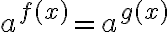 a^{f(x)} = a^{g(x)}